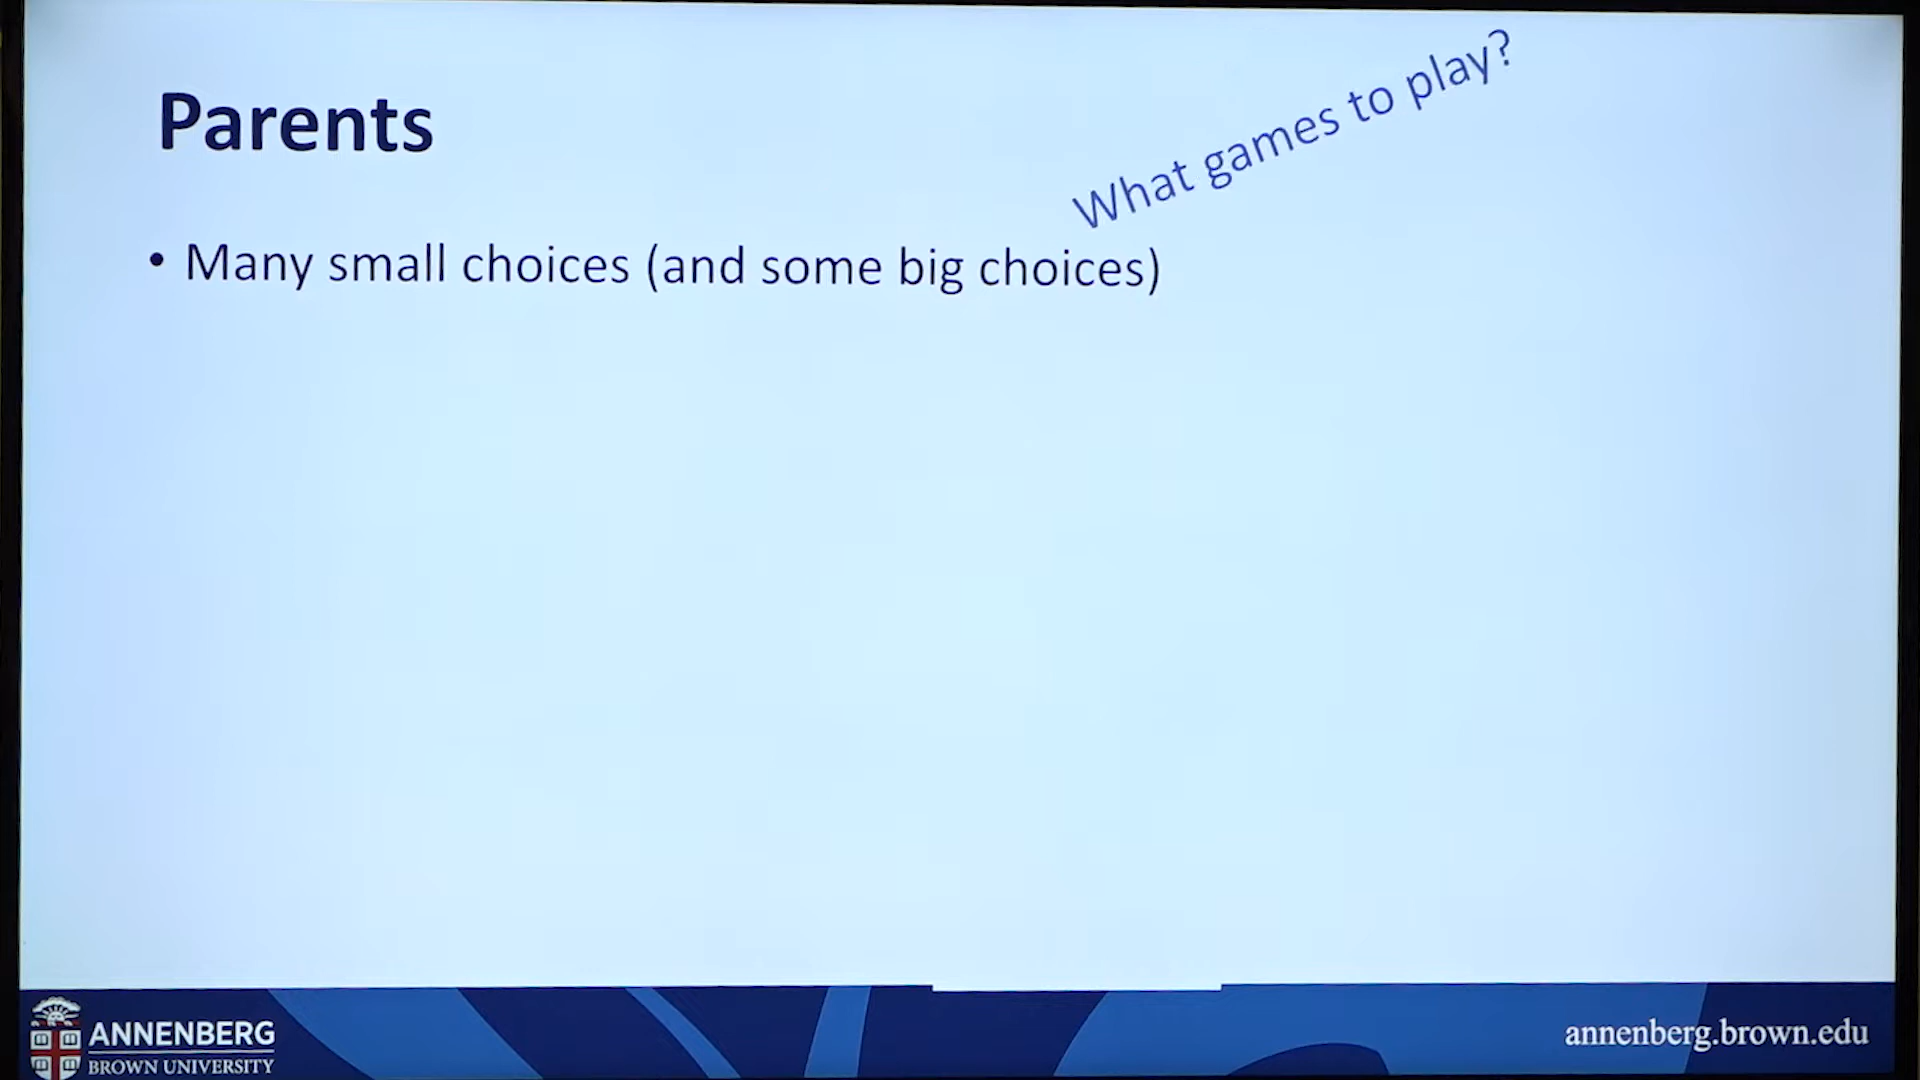 Parents
What games to play?
• Many small choices (and some big choices)
ANNENBERG
BROWN UNIVERSITY
annenberg.brown.edu